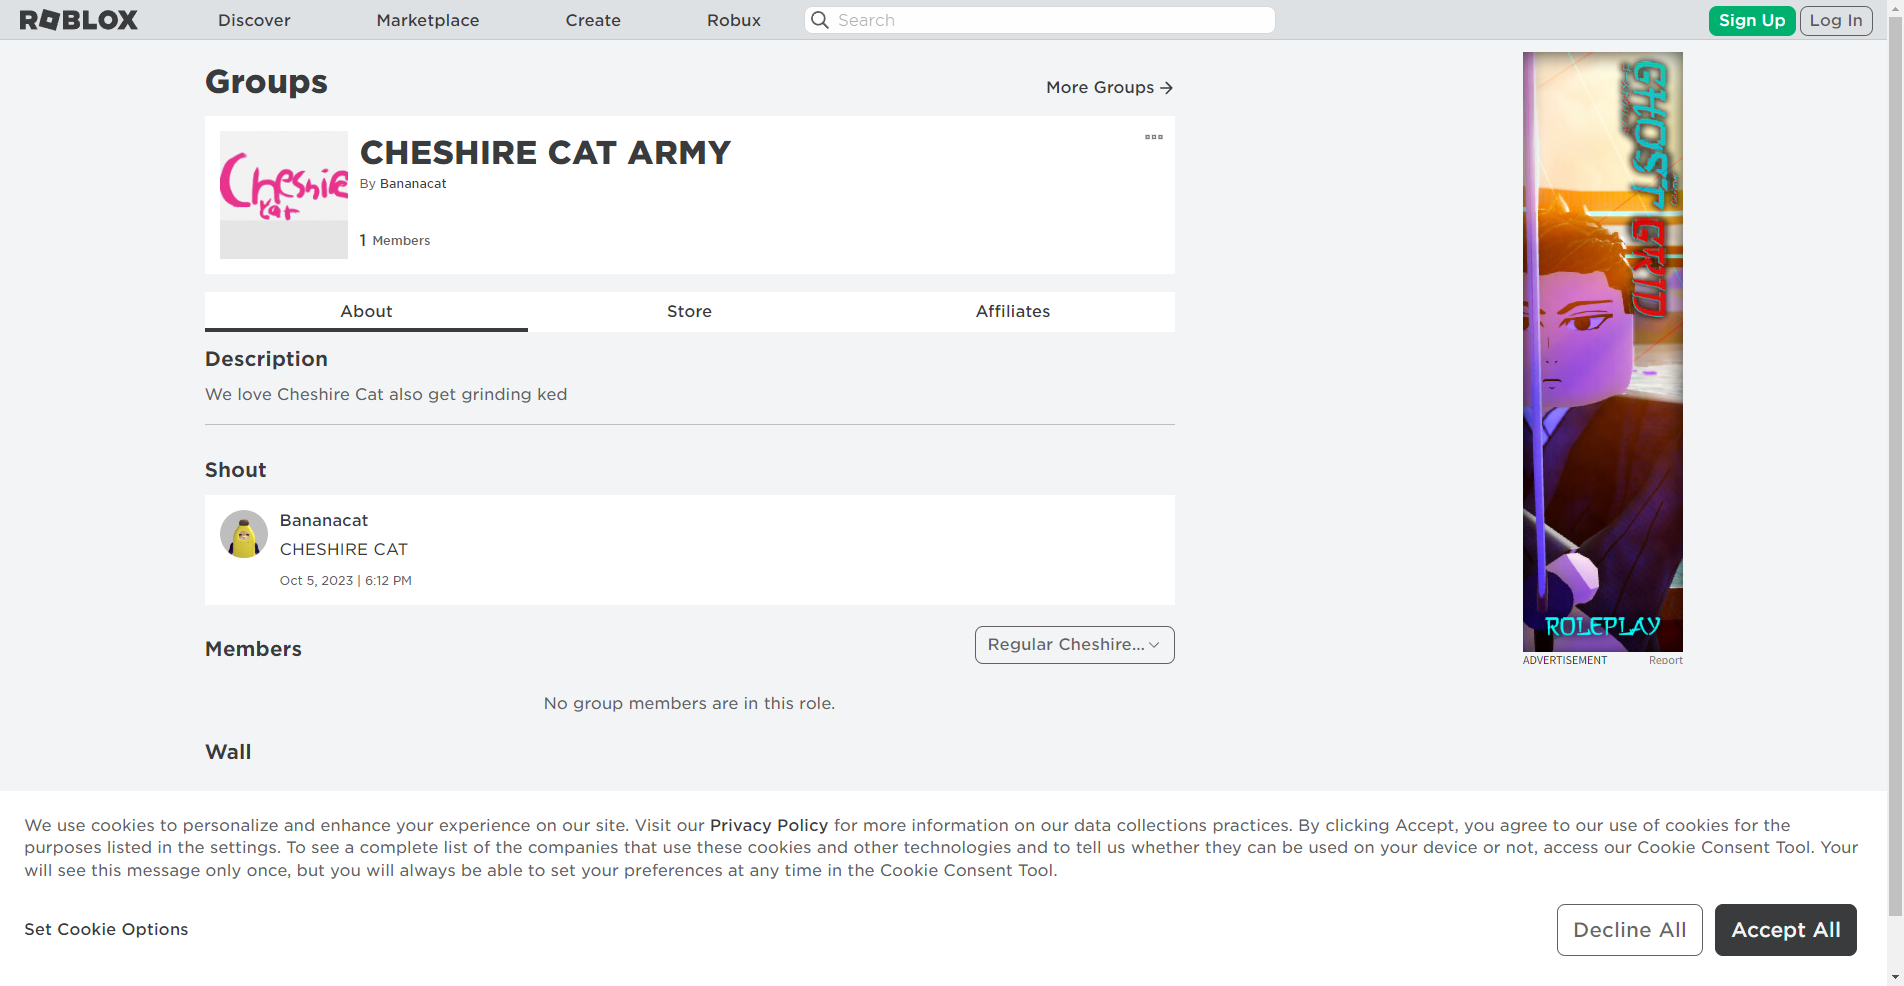 ROBLOX
Discover
Marketplace
Create
Robux
Search
Sign Up
Log In
Groups
More Groups
Cheshire
Cat
CHESHIRE CAT ARMY
By Bananacat
1 Members
About
Store
Affiliates
Description
We love Cheshire Cat also get grinding ked
Shout
Bananacat
CHESHIRE CAT
Oct 5, 2023 | 6:12 PM
Members
Regular Cheshire...
No group members are in this role.
Wall
GHOST GRID
ROLEPLAY
ADVERTISEMENT
Report
We use cookies to personalize and enhance your experience on our site. Visit our Privacy Policy for more information on our data collections practices. By clicking Accept, you agree to our use of cookies for the
purposes listed in the settings. To see a complete list of the companies that use these cookies and other technologies and to tell us whether they can be used on your device or not, access our Cookie Consent Tool. Your
will see this message only once, but you will always be able to set your preferences at any time in the Cookie Consent Tool.
Set Cookie Options
Decline All
Accept All